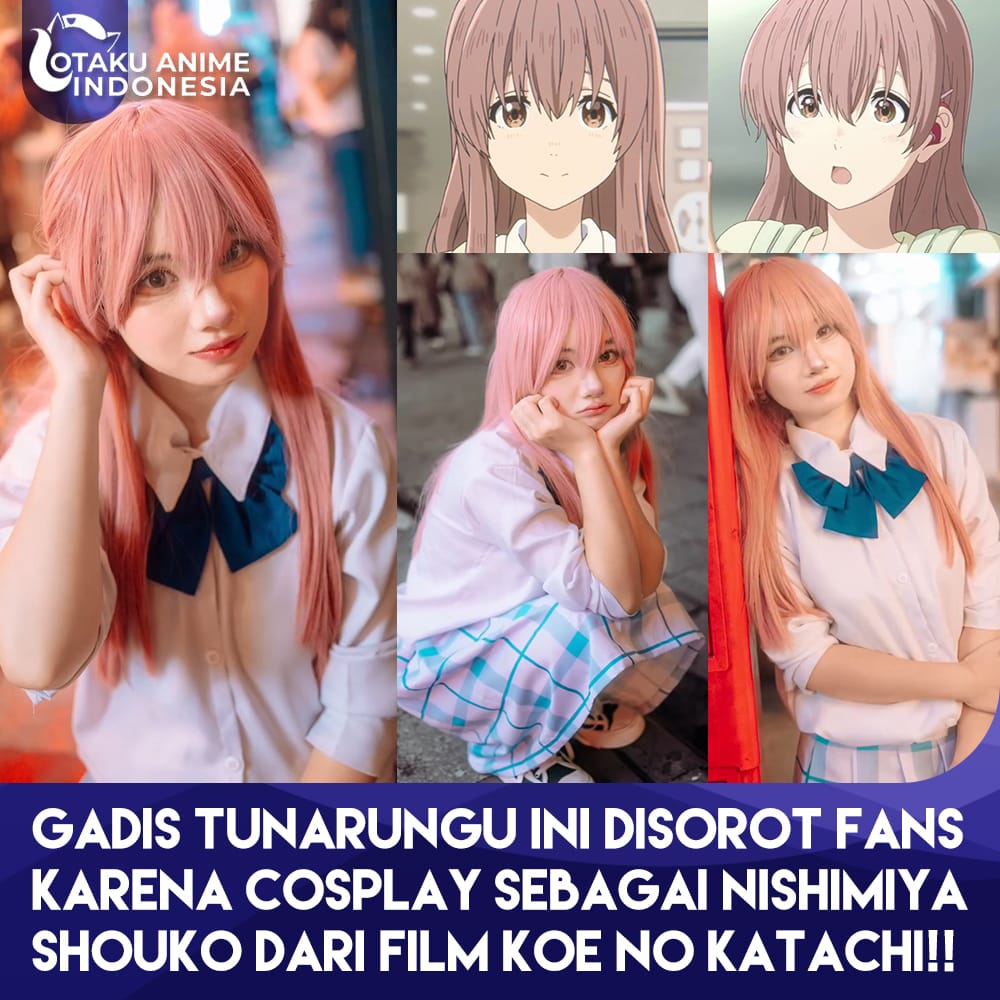 OTAKU ANIME
INDONESIA
GADIS TUNARUNGU INI DISOROT FANS
KARENA COSPLAY SEBAGAI NISHIMIYA
SHOUKO DARI FILM KOE NO KATACHI!!